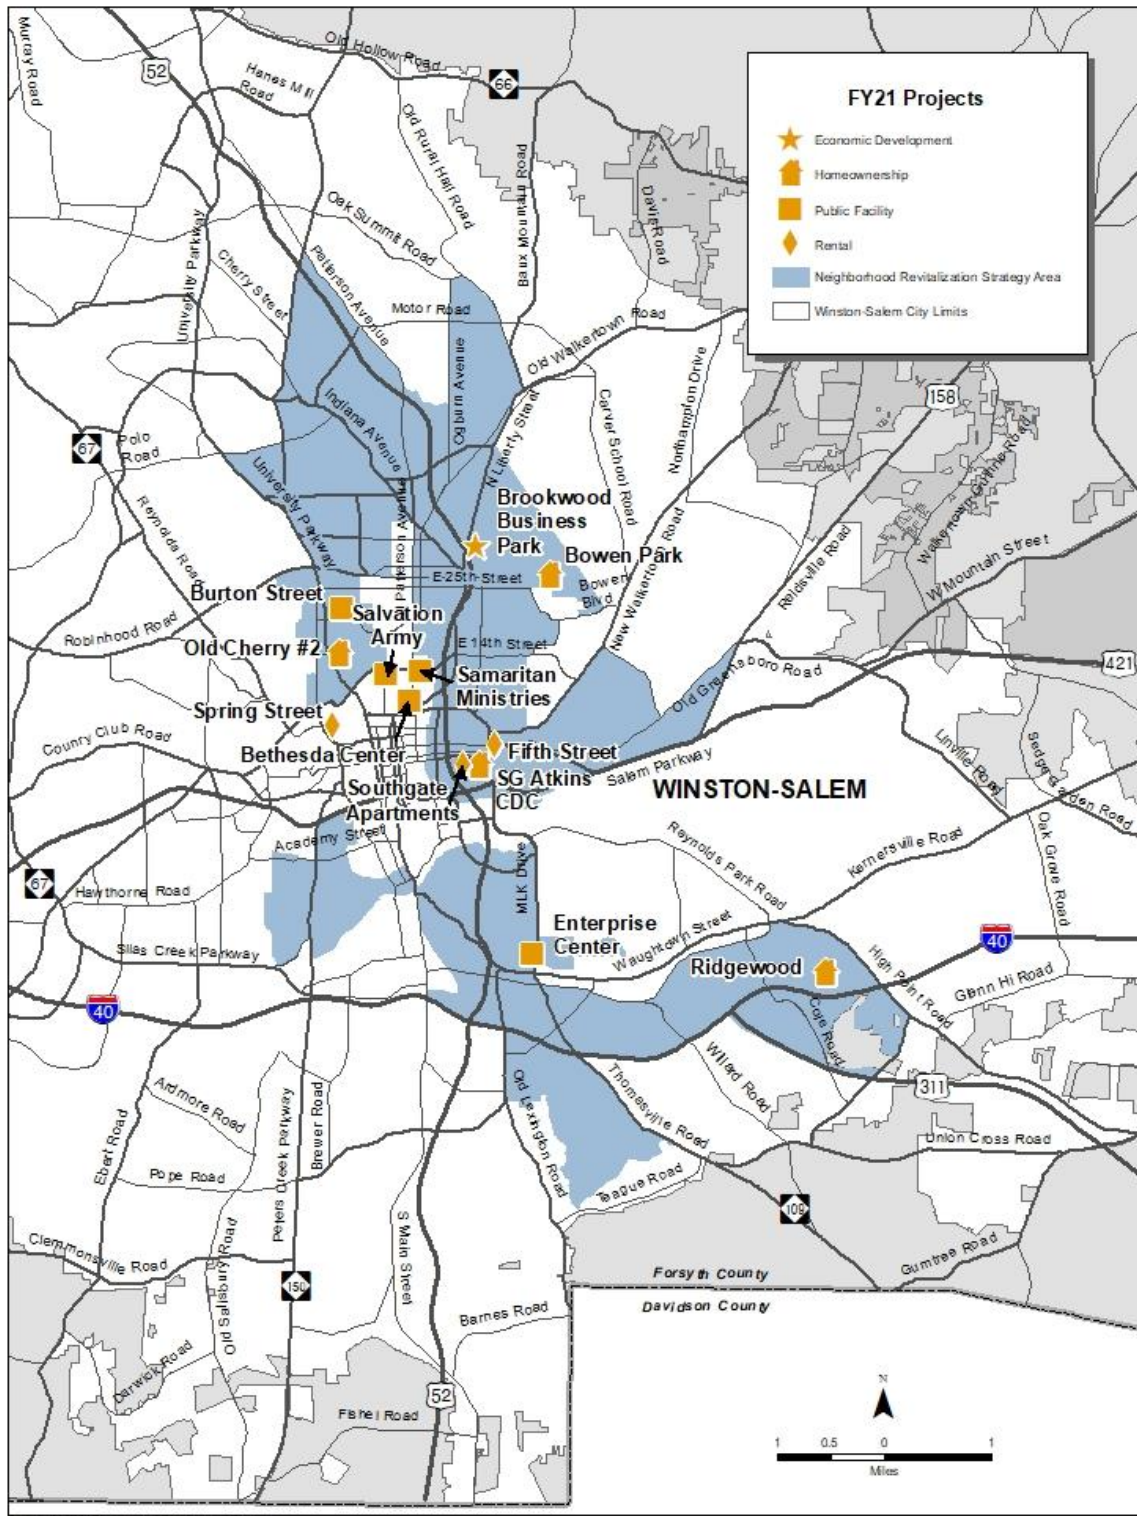 Old Hollow Road
Murray Road
52
Hanes Mill
Road
66
FY21 Projects
Economic Development
Homeownership
Public Facility
Rental
Neighborhood Revitalization Strategy Area
Winston-Salem City Limits
Old Rural Hall Road
Baux Mountain Road
Davis Road
Oak Summit Road
University Parkway
Cherry Street
Patterson Avenue
Motor Road
Old Walkertown Road
Ogburn Avenue
Indiana Avenue
N Liberty Street
Carver School Road
Northampton Drive
158
67
Polo
Road
University Parkway
Patterson Avenue
Reynolds Road
Walkertown Guthrie Road
W Mountain Street
Reidsville Road
New Walkertown Road
Brookwood
Business
Park
Bowen Park
E 25th Street
Bowen
Blvd
Burton Street
Salvation
Army
Robinhood Road
Old Cherry #2
E 14th Street
Samaritan
Ministries
Old Greensboro Road
421
Spring Street
Country Club Road
Bethesda Center
Fifth Street
Salem Parkway
SG Atkins
CDC
Southgate
Apartments
WINSTON-SALEM
Linville Road
Sedge Garden Road
Academy Street
Reynolds Park Road
Kernersville Road
Oak Grove Road
67
Hawthorne Road
MLK Drive
Silas Creek Parkway
Enterprise
Center
Waughtown Street
Ridgewood
40
High Point Road
Glenn Hi Road
40
Cole Road
Willard Road
311
Thomasville Road
Old Lexington Road
Union Cross Road
Ardmore Road
Ebert Road
Peters Creek Parkway
Brewer Road
Pope Road
Teague Road
109
Clemmonsville Road
Old Salisbury Road
S Main Street
Gumtree Road
Forsyth County
Davidson County
150
Barnes Road
Darwick Road
52
Fishel Road
N
1 0.5 0 1
Miles